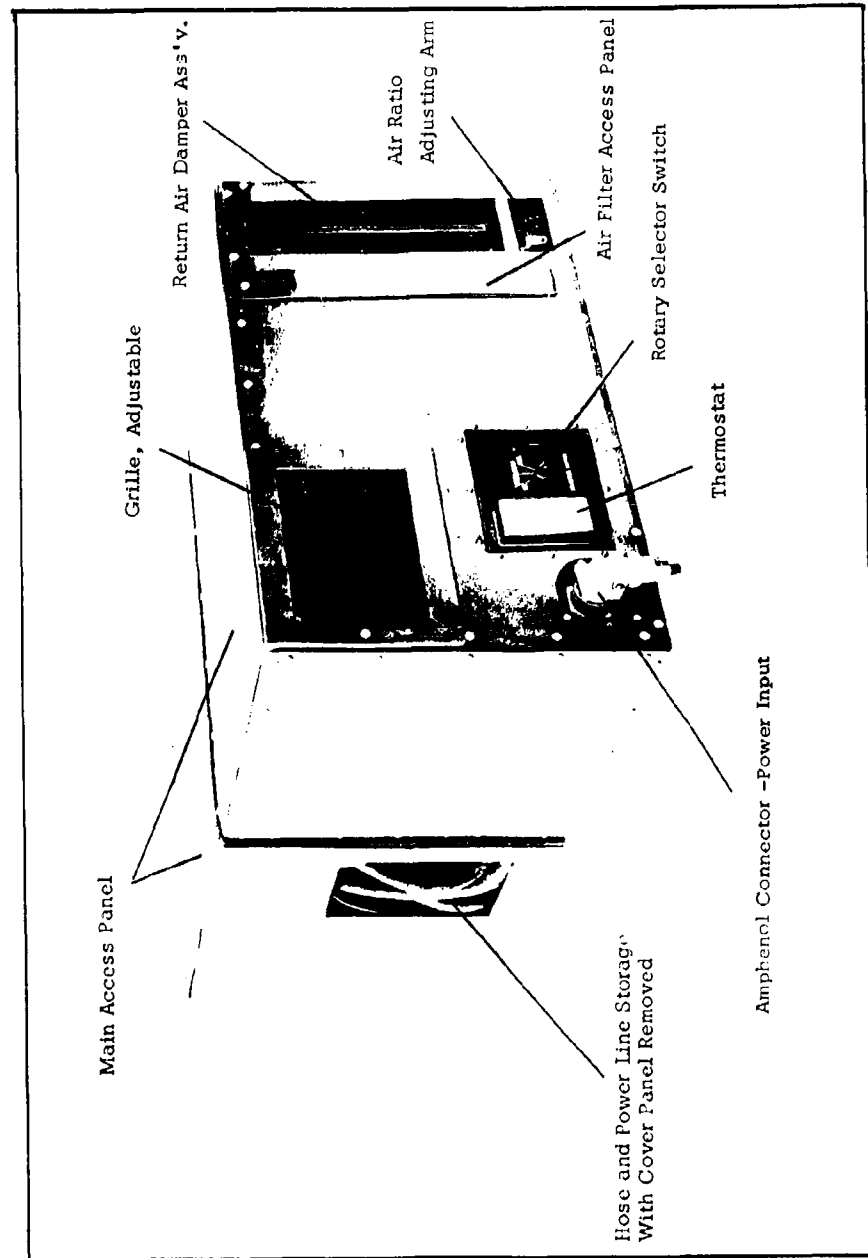 Main Access Panel
Grille, Adjustable
Return Air Damper Ass'y.
Air Ratio
Adjusting Arm
Air Filter Access Panel
Rotary Selector Switch
Thermostat
Amphenol Connector -Power Input
Hose and Power Line Storage
With Cover Panel Removed